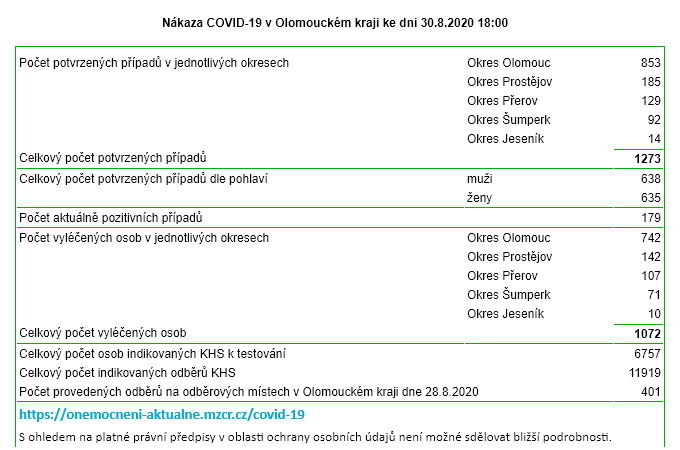 Nákaza COVID-19 v Olomouckém kraji ke dni 30.8.2020 18:00
Počet potvrzených případů v jednotlivých okresech Okres Olomouc 853
Okres Prostějov 185
Okres Přerov 129
Okres Šumperk 92
Okres Jeseník 14
Celkový počet potvrzených případů 1273
Celkový počet potvrzených případů dle pohlaví muži 638
ženy 635
Počet aktuálně pozitivních případů 179
Počet vyléčených osob v jednotlivých okresech Okres Olomouc 742
Okres Prostějov 142
Okres Přerov 107
Okres Šumperk 71
Okres Jeseník 10
Celkový počet vyléčených osob 1072
Celkový počet osob indikovaných KHS k testování 6757
Celkový počet indikovaných odběrů KHS 11919
Počet provedených odběrů na odběrových místech v Olomouckém kraji dne 28.8.2020 401
https://onemocneni-aktualne.mzcr.cz/covid-19
S ohledem na platné právní předpisy v oblasti ochrany osobních údajů není možné sdělovat bližší podrobnosti.